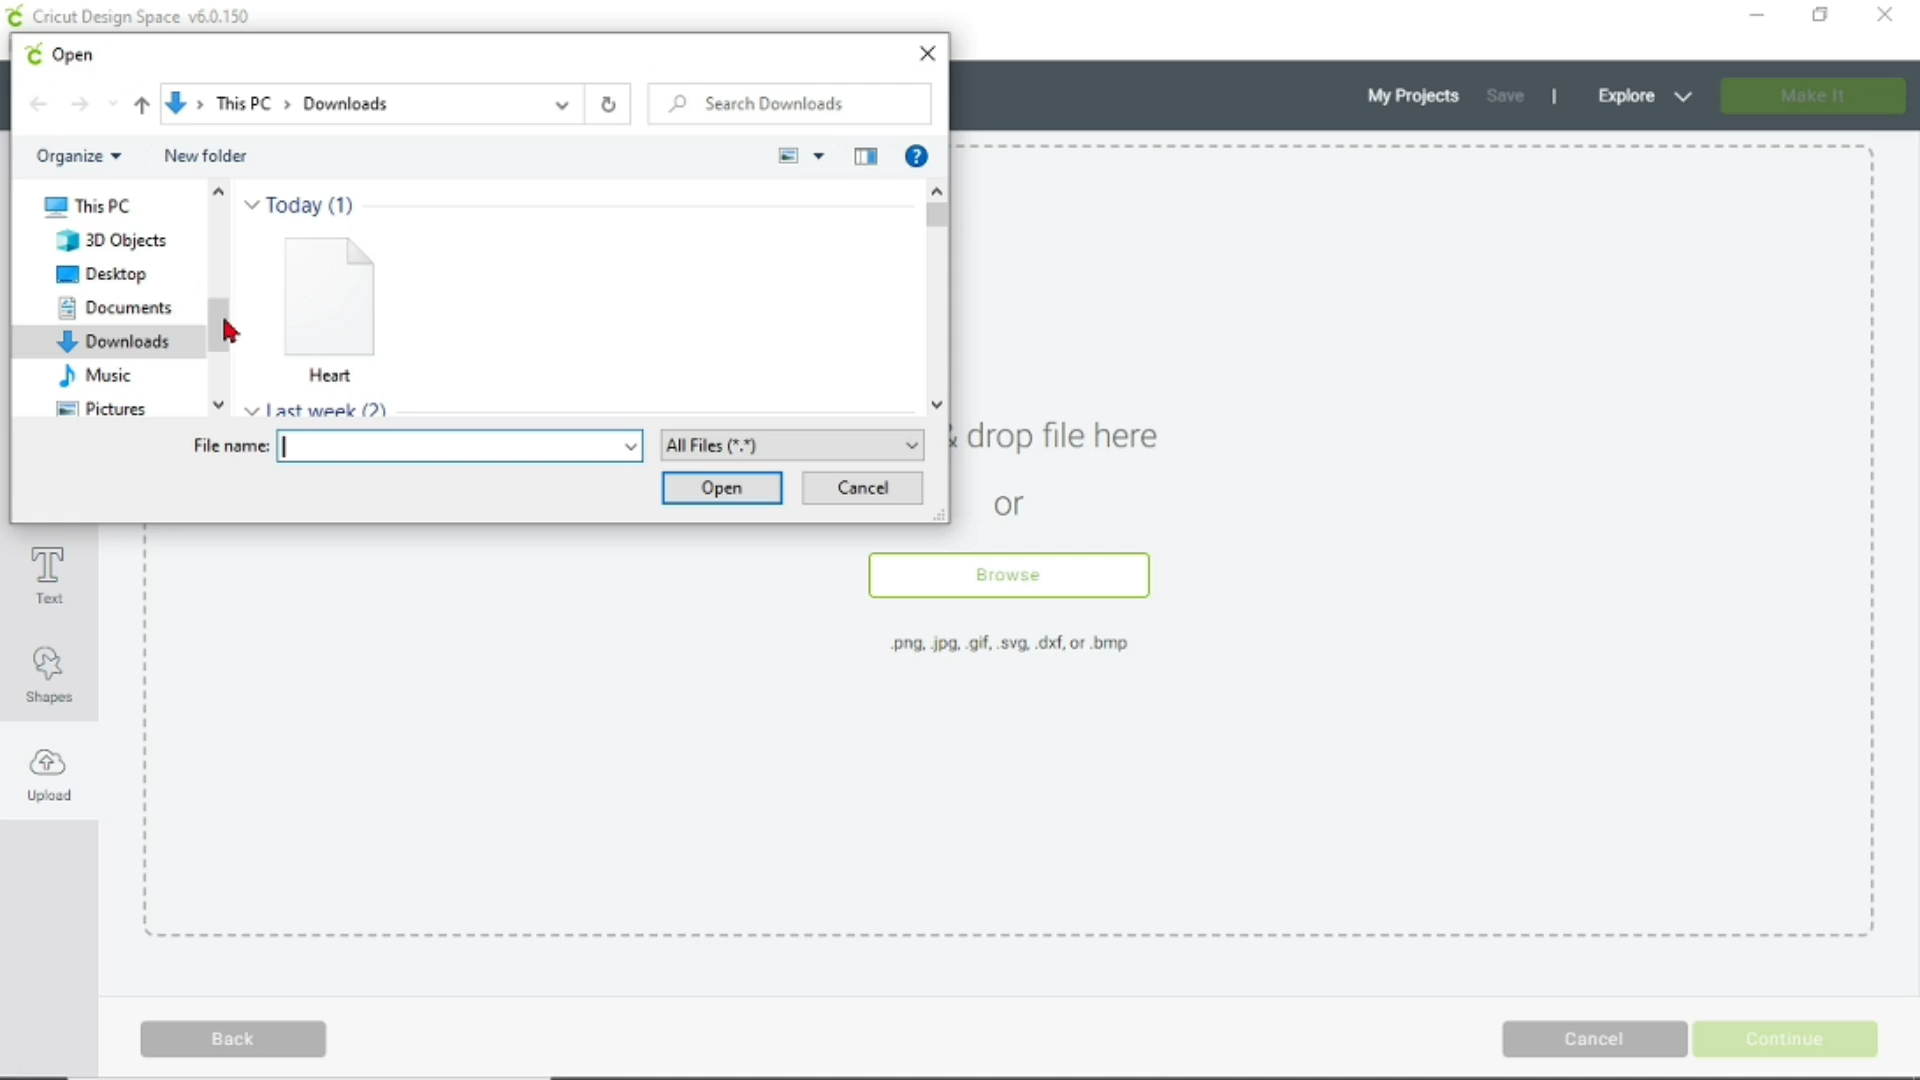 Cricut Design Space v6.0.150
Open
This PC > Downloads
Search Downloads
My Projects Save | Explore Make It
Organize New folder
This PC
3D Objects
Desktop
Documents
Downloads
Music
Pictures
Today (1)
Heart
Last week (2)
File name:
All Files (*.*)
Open Cancel
& drop file here
or
Browse
.png, .jpg, .gif, .svg, .dxf, or .bmp
Text
Shapes
Upload
Back Cancel Continue